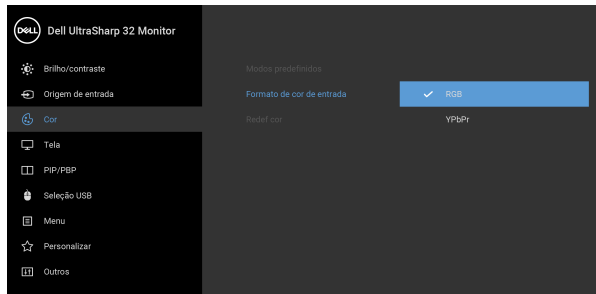 DELL Dell UltraSharp 32 Monitor
Brilho/contraste
Modos predefinidos
Origem de entrada
Formato de cor de entrada
RGB
Cor
Redef cor
YPbPr
Tela
PIP/PBP
Seleção USB
Menu
Personalizar
Outros